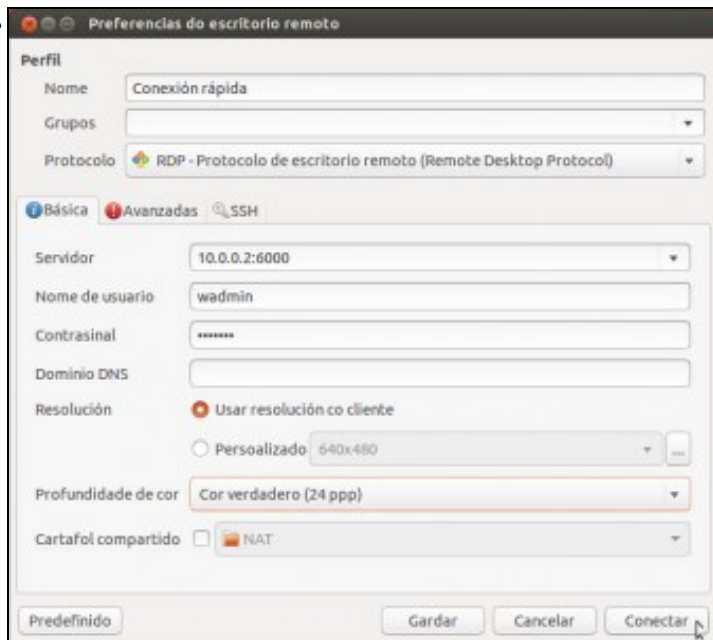 Preferencias do escritorio remoto
Perfil
Nome Conexión rápida
Grupos
Protocolo RDP - Protocolo de escritorio remoto (Remote Desktop Protocol)
Básica Avanzadas SSH
Servidor 10.0.0.2:6000
Nome de usuario wadmin
Contrasinal •••••••
Dominio DNS
Resolución Usar resolución co cliente
Persoalizado 640x480 ...
Profundidade de cor Cor verdadero (24 ppp)
Cartafol compartido NAT
Predefinido Gardar Cancelar Conectar